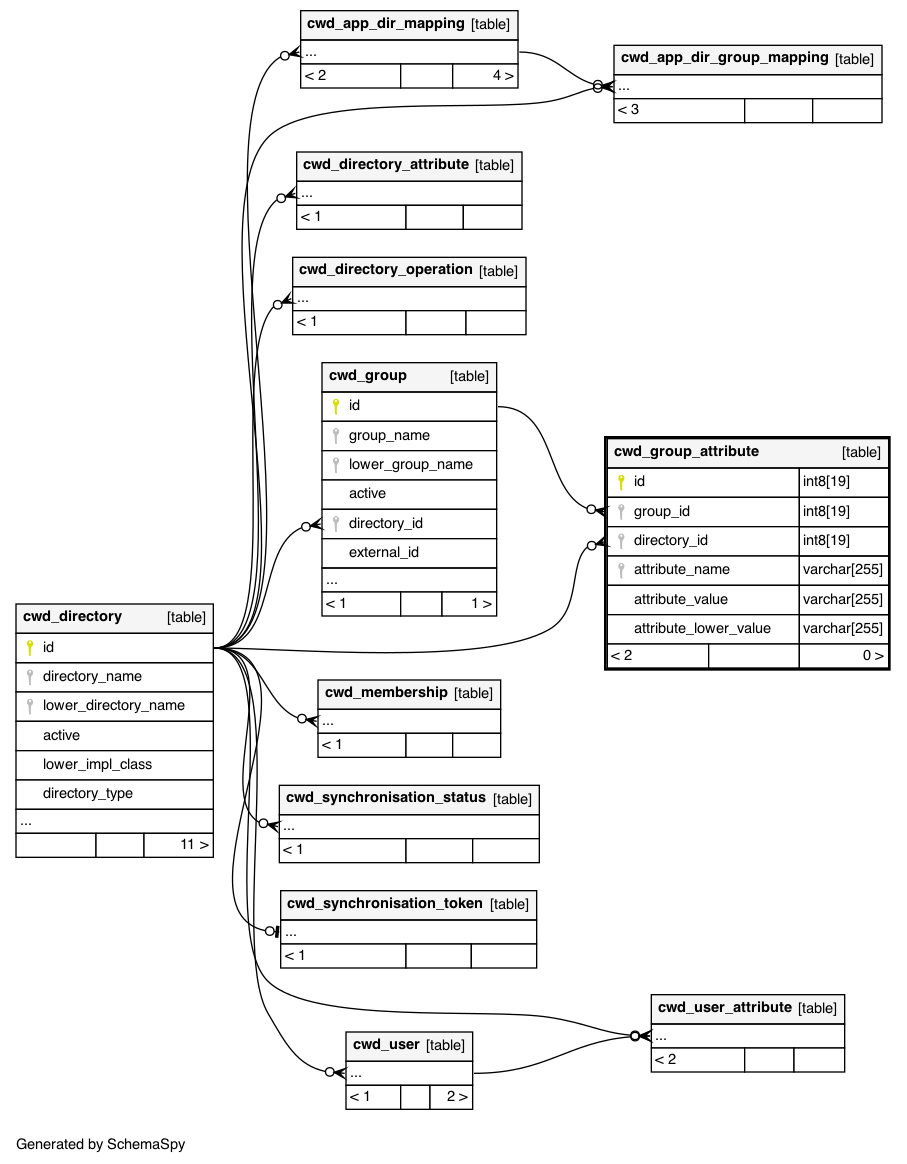 cwd_app_dir_mapping [table]
...
< 2 4 >
cwd_app_dir_group_mapping [table]
...
< 3
cwd_directory_attribute [table]
...
< 1
cwd_directory_operation [table]
...
< 1
cwd_group [table]
id
group_name
lower_group_name
active
directory_id
external_id
...
< 1 1 >
cwd_group_attribute [table]
id int8[19]
group_id int8[19]
directory_id int8[19]
attribute_name varchar[255]
attribute_value varchar[255]
attribute_lower_value varchar[255]
< 2 0 >
cwd_directory [table]
id
directory_name
lower_directory_name
active
lower_impl_class
directory_type
...
11 >
cwd_membership [table]
...
< 1
cwd_synchronisation_status [table]
...
< 1
cwd_synchronisation_token [table]
...
< 1
cwd_user_attribute [table]
...
< 2
cwd_user [table]
...
< 1 2 >
Generated by SchemaSpy